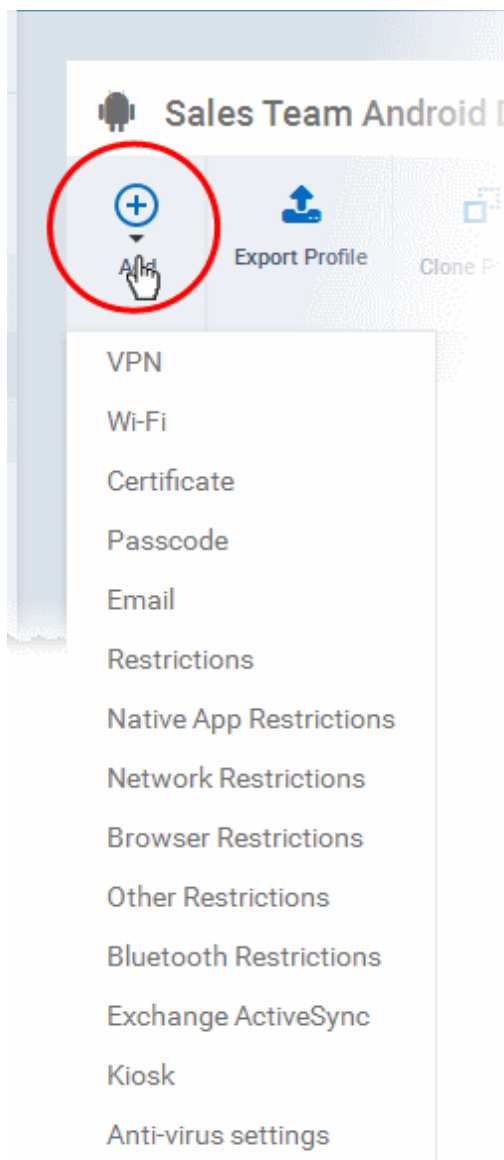 Sales Team Android
Add
Export Profile
Clone P
VPN
Wi-Fi
Certificate
Passcode
Email
Restrictions
Native App Restrictions
Network Restrictions
Browser Restrictions
Other Restrictions
Bluetooth Restrictions
Exchange ActiveSync
Kiosk
Anti-virus settings